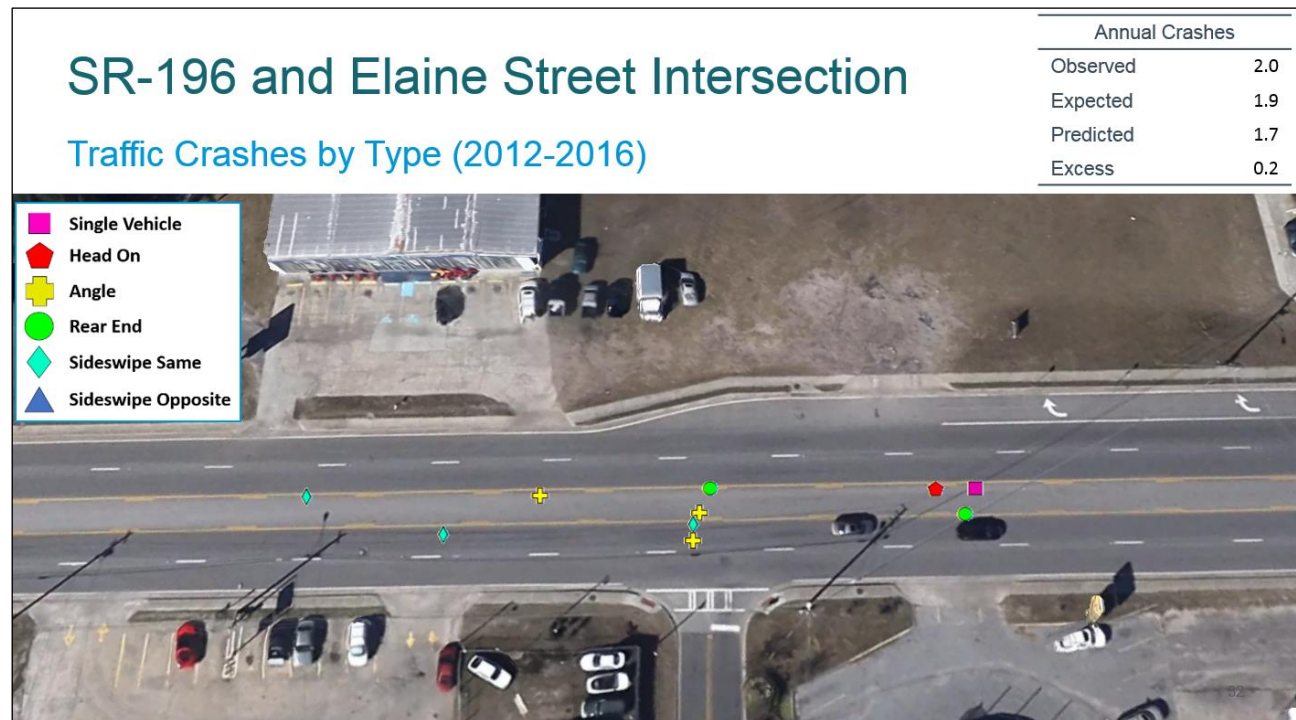 SR-196 and Elaine Street Intersection
Traffic Crashes by Type (2012-2016)
Annual Crashes
Observed 2.0
Expected 1.9
Predicted 1.7
Excess 0.2
Single Vehicle
Head On
Angle
Rear End
Sideswipe Same
Sideswipe Opposite
92